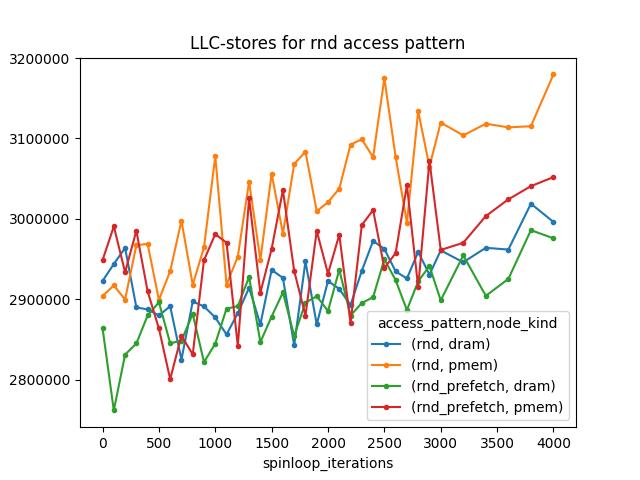 LLC-stores for rnd access pattern
3200000
3100000
3000000
2900000
2800000
access_pattern,node_kind
(rnd, dram)
(rnd, pmem)
(rnd_prefetch, dram)
(rnd_prefetch, pmem)
0 500 1000 1500 2000 2500 3000 3500 4000
spinloop_iterations